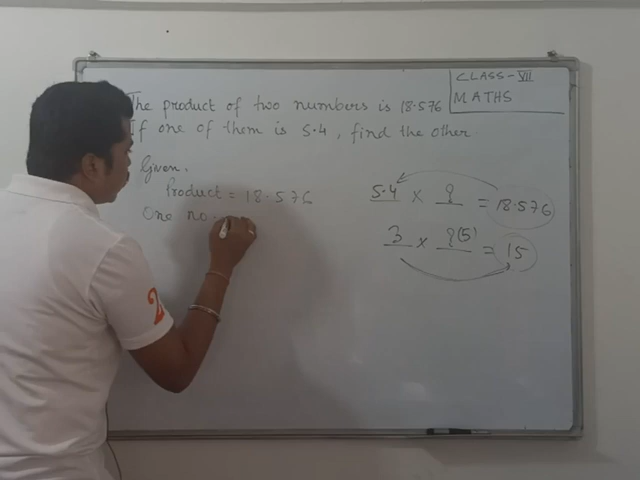 CLASS-VII
MATHS
The product of two numbers is 18.576
If one of them is 5.4, find the other.
Given,
Product = 18.576
One no.
5.4 × ? = 18.576
3 × ?(5) = 15
2